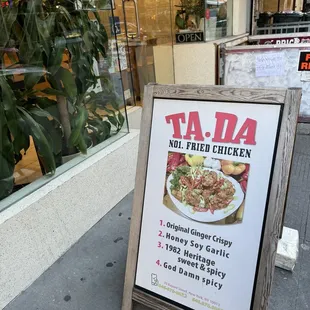 OPEN
TA.DA
NO1. FRIED CHICKEN
1. Original Ginger Crispy
2. Honey Soy Garlic
3. 1982 Heritage
sweet & spicy
4. God Damn spicy